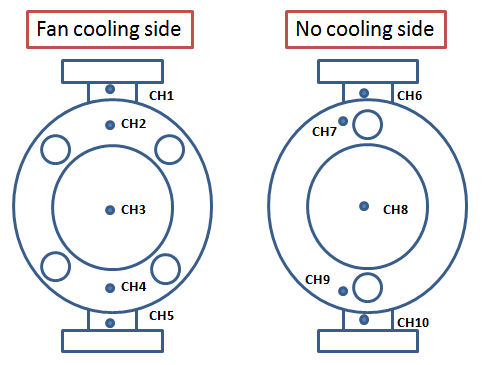 Fan cooling side
No cooling side
CH1
CH2
CH3
CH4
CH5
CH6
CH7
CH8
CH9
CH10